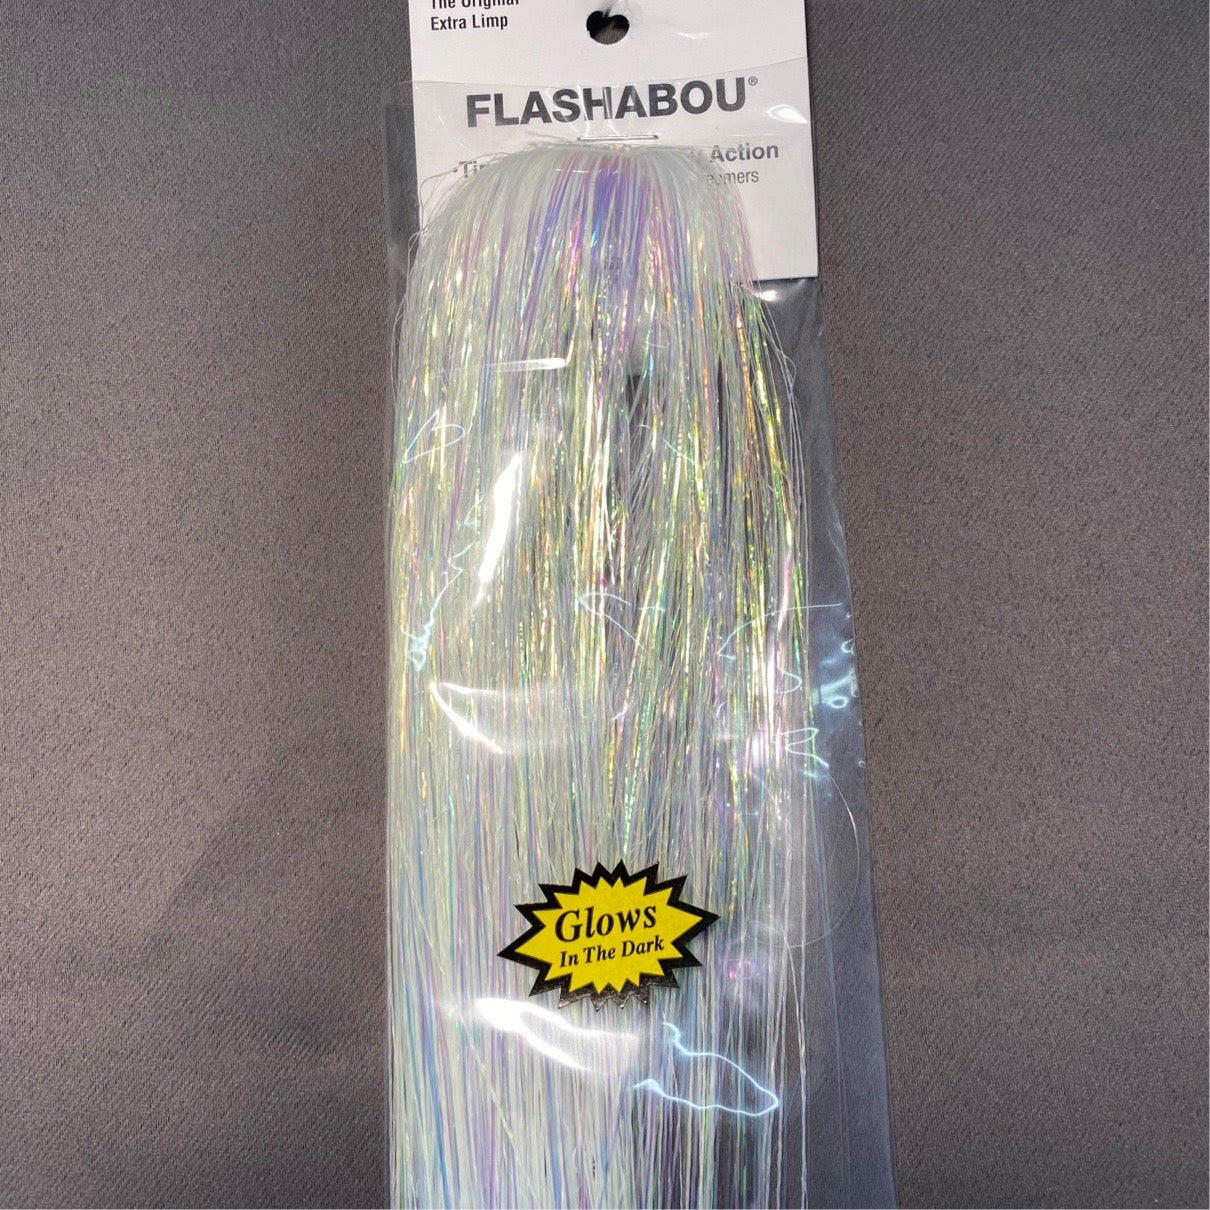 The Original
Extra Limp
FLASHABOU®
Action
Glows
In The Dark